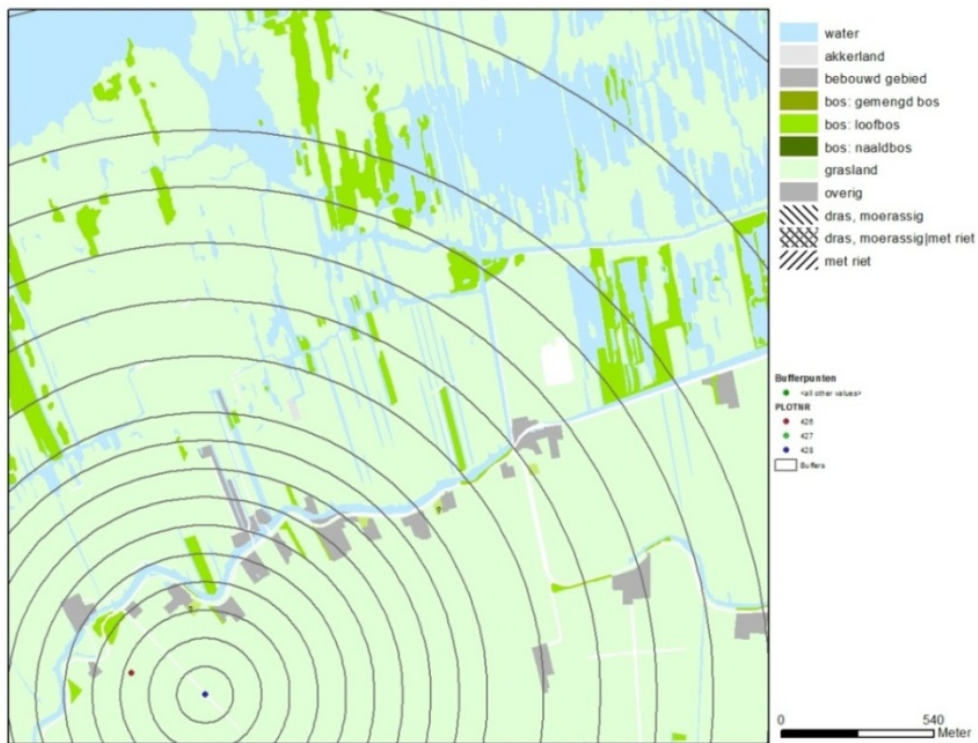 water
akkerland
bebouwd gebied
bos: gemengd bos
bos: loofbos
bos: naaldbos
grasland
overig
dras, moerassig
dras, moerassig|met riet
met riet
Bufferpunten
<all other values>
PLOTNR
426
427
428
Buffers
?
?
0 540
Meter